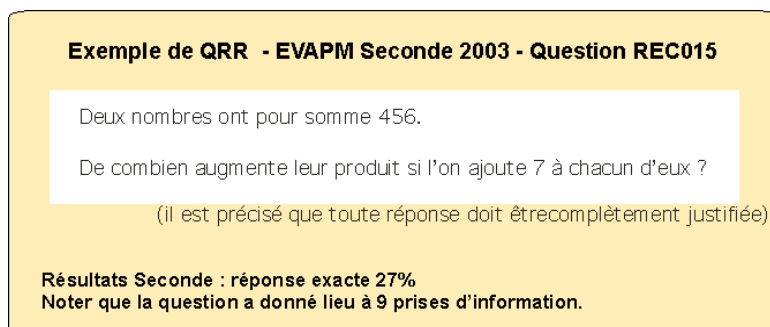 Exemple de QRR - EVAPM Seconde 2003 - Question REC015
Deux nombres ont pour somme 456.
De combien augmente leur produit si l'on ajoute 7 à chacun d'eux ?
(il est précisé que toute réponse doit êtrecomplètement justifiée)
Résultats Seconde : réponse exacte 27%
Noter que la question a donné lieu à 9 prises d'information.